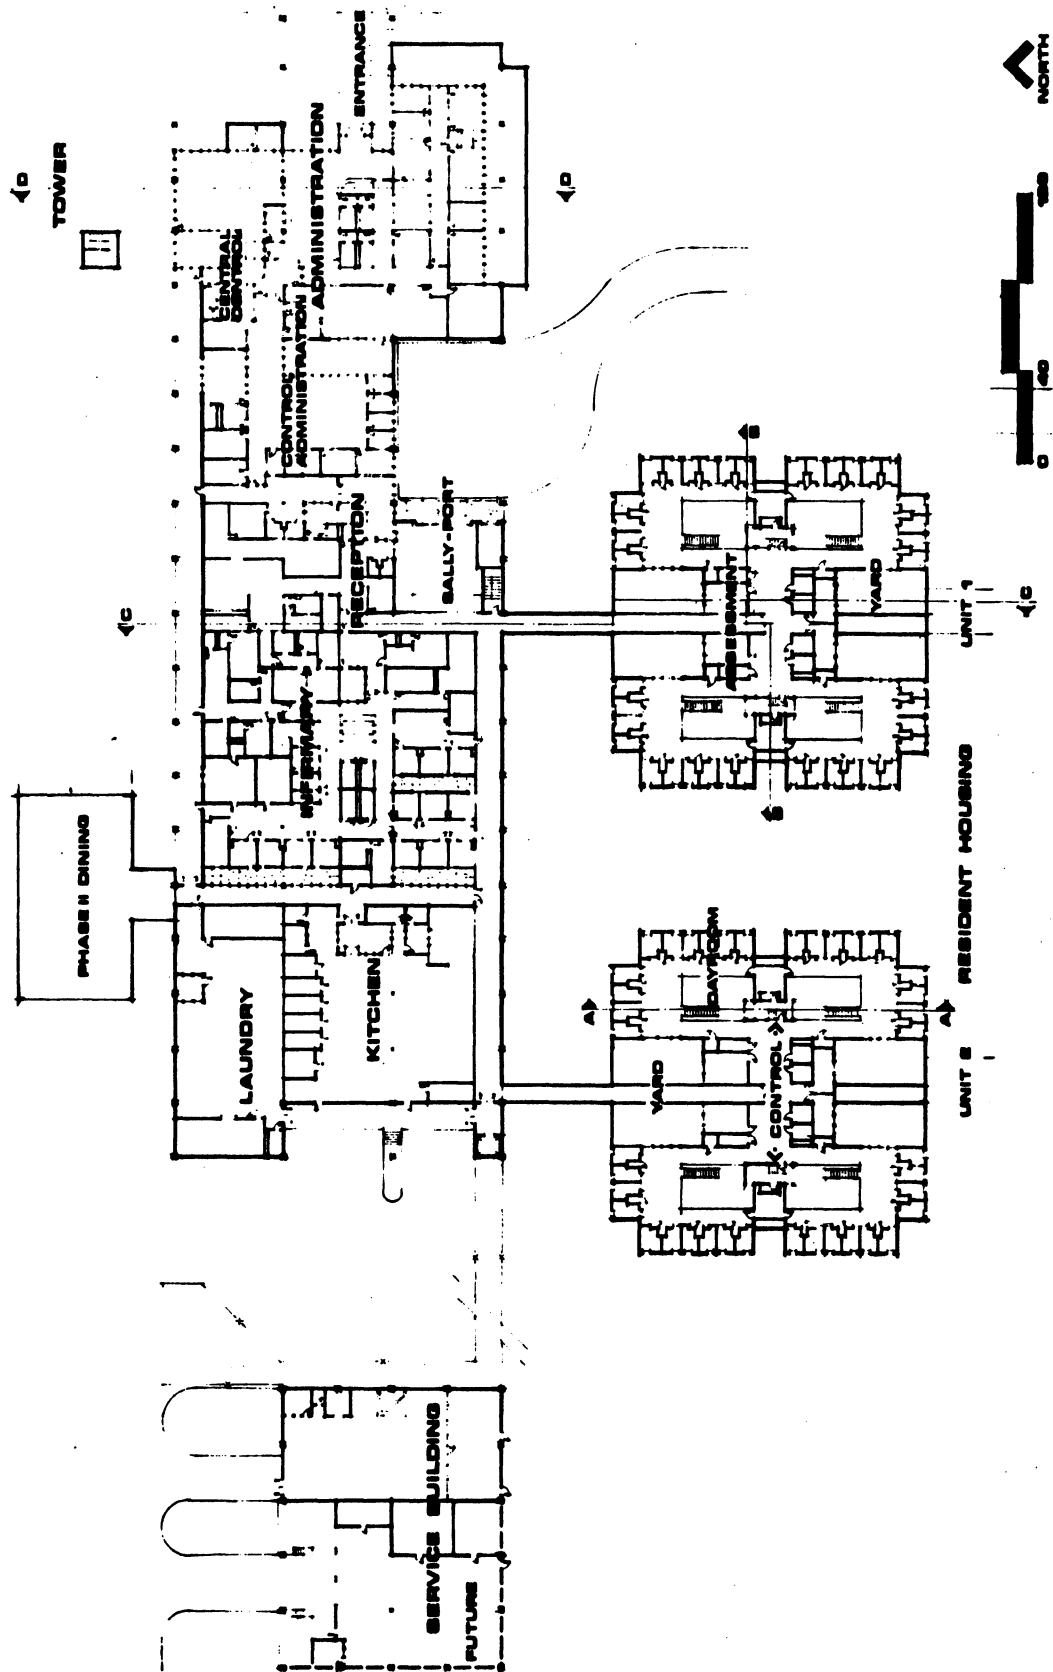 TOWER
D
D
ENTRANCE
ADMINISTRATION
CENTRAL
CONTROL
CONTROL
ADMINISTRATION
RECEPTION
SALLY-PORT
C
INFIRMARY
PHASE II DINING
LAUNDRY
KITCHEN
SERVICE BUILDING
FUTURE
B
ASSESSMENT
YARD
B
C
UNIT 1
RESIDENT HOUSING
DAYROOM
A
A
YARD
CONTROL
UNIT 2
0
40
NORTH